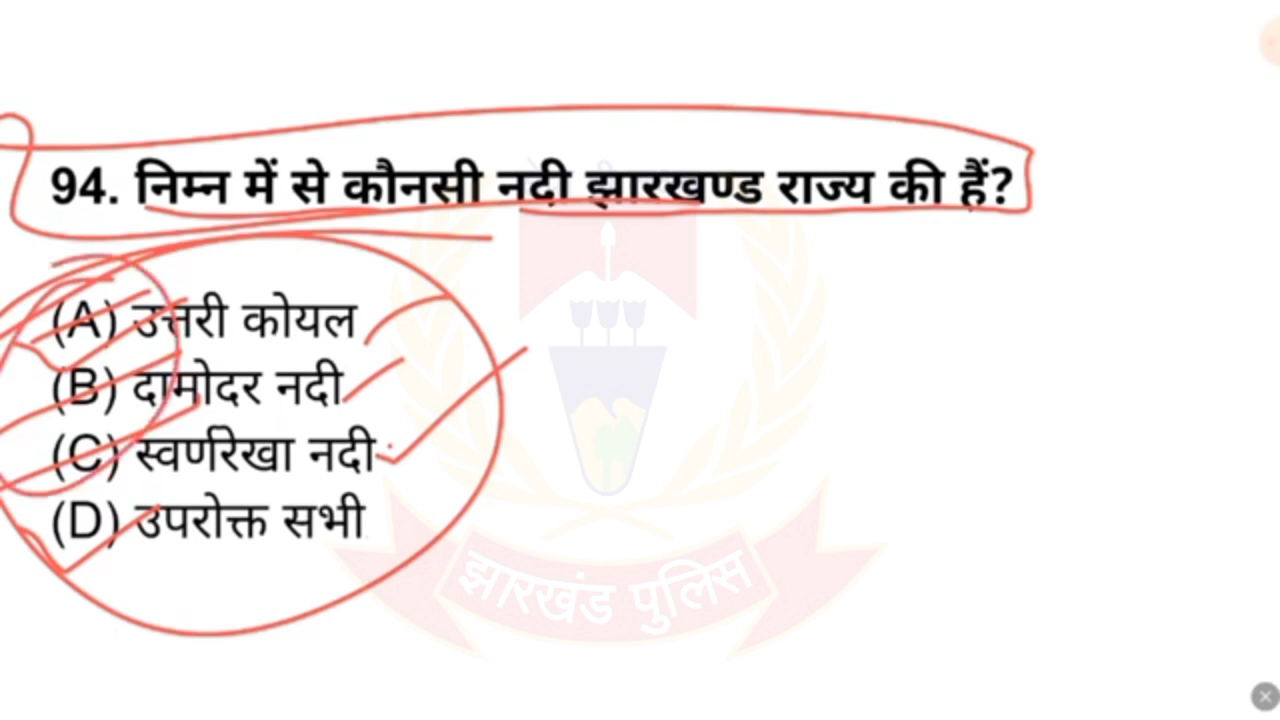 94. निम्न में से कौनसी नदी झारखण्ड राज्य की हैं?
(A) उत्तरी कोयल
(B) दामोदर नदी
(C) स्वर्णरेखा नदी
(D) उपरोक्त सभी
झारखंड पुलिस